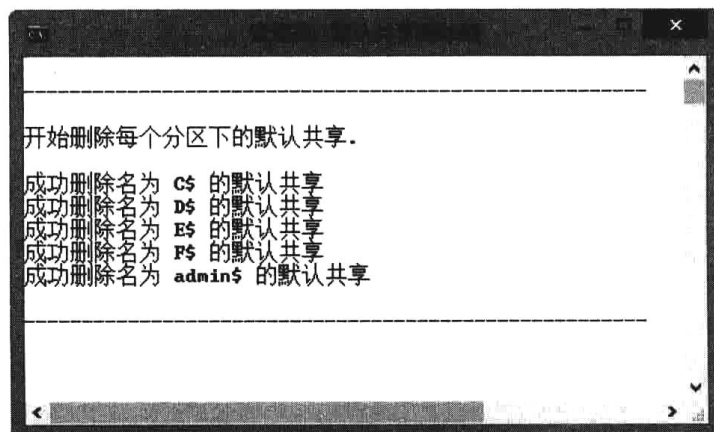 ------------------------------------------------------
开始删除每个分区下的默认共享.
成功删除名为 C$ 的默认共享
成功删除名为 D$ 的默认共享
成功删除名为 E$ 的默认共享
成功删除名为 F$ 的默认共享
成功删除名为 admin$ 的默认共享
------------------------------------------------------